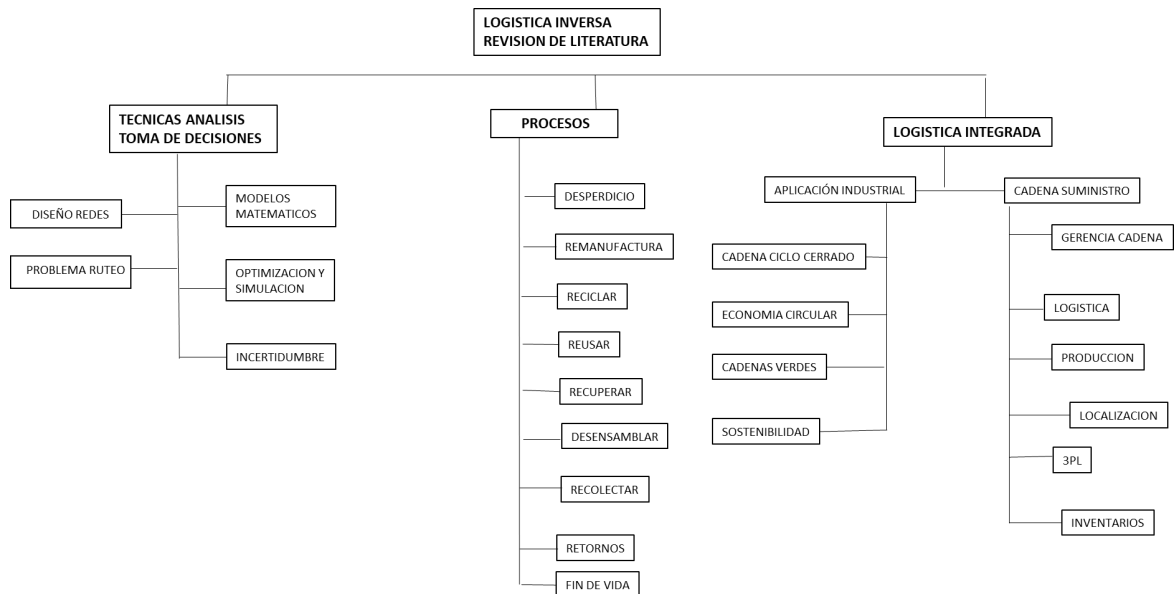 LOGISTICA INVERSA
REVISION DE LITERATURA
TECNICAS ANALISIS
TOMA DE DECISIONES
DISEÑO REDES
PROBLEMA RUTEO
MODELOS
MATEMATICOS
OPTIMIZACION Y
SIMULACION
INCERTIDUMBRE
PROCESOS
DESPERDICIO
REMANUFACTURA
RECICLAR
REUSAR
RECUPERAR
DESENSAMBLAR
RECOLECTAR
RETORNOS
FIN DE VIDA
LOGISTICA INTEGRADA
APLICACIÓN INDUSTRIAL
CADENA CICLO CERRADO
ECONOMIA CIRCULAR
CADENAS VERDES
SOSTENIBILIDAD
CADENA SUMINISTRO
GERENCIA CADENA
LOGISTICA
PRODUCCION
LOCALIZACION
3PL
INVENTARIOS